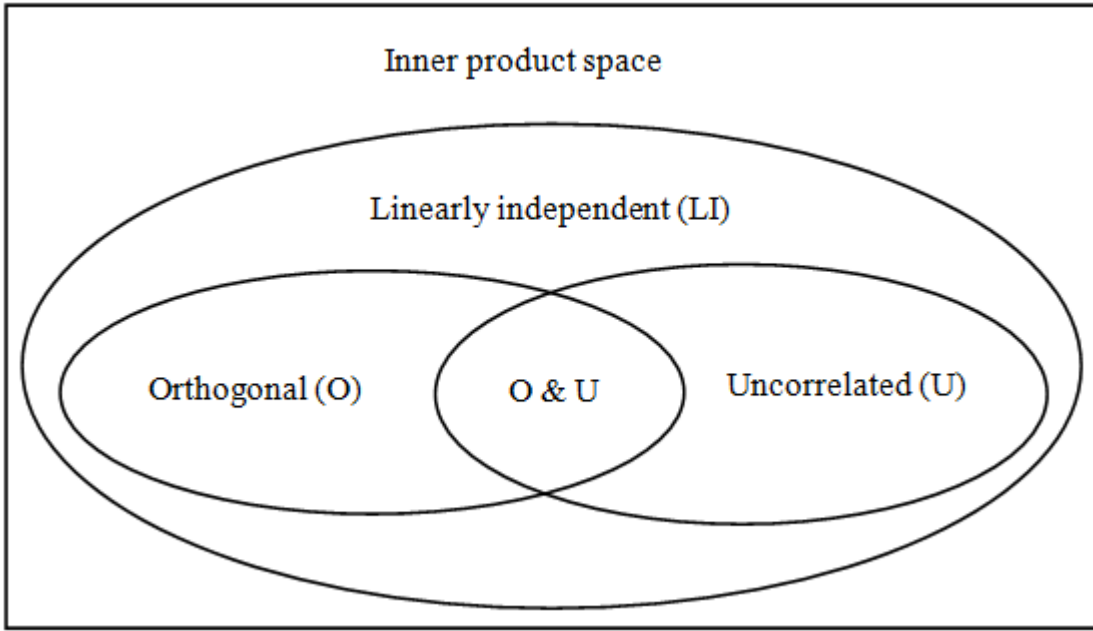 Inner product space
Linearly independent (LI)
Orthogonal (O)
O & U
Uncorrelated (U)